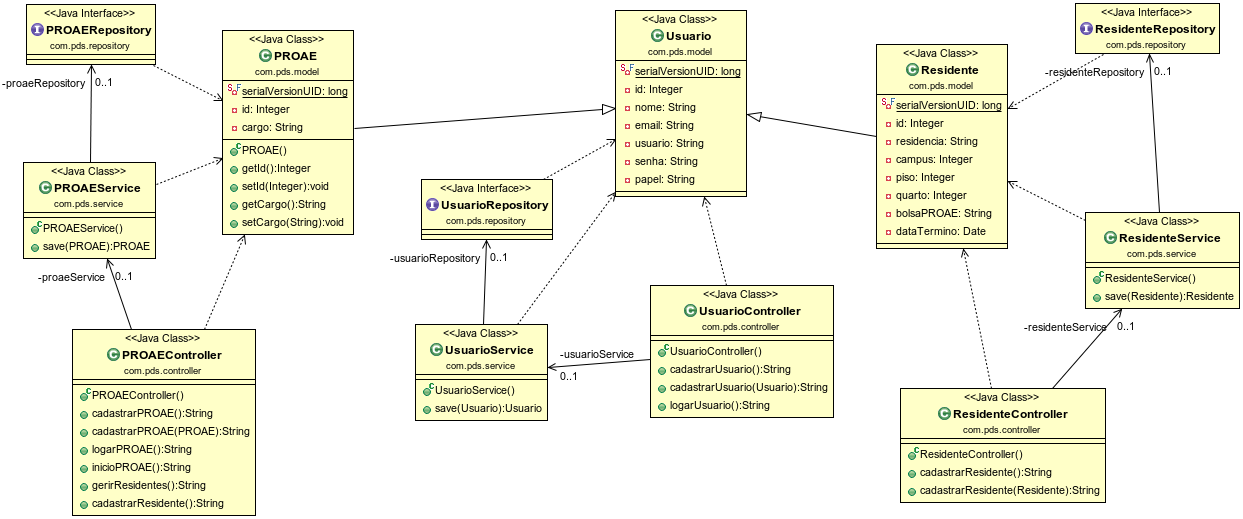 <<Java Interface>>
PROAERepository
com.pds.repository
-proaeRepository
0..1
<<Java Class>>
PROAEService
com.pds.service
PROAEService()
save(PROAE):PROAE
-proaeService
0..1
<<Java Class>>
PROAEController
com.pds.controller
PROAEController()
cadastrarPROAE():String
cadastrarPROAE(PROAE):String
logarPROAE():String
inicioPROAE():String
gerirResidentes():String
cadastrarResidente():String
<<Java Class>>
PROAE
com.pds.model
serialVersionUID: long
id: Integer
cargo: String
PROAE()
getId():Integer
setId(Integer):void
getCargo():String
setCargo(String):void
<<Java Class>>
Usuario
com.pds.model
serialVersionUID: long
id: Integer
nome: String
email: String
usuario: String
senha: String
papel: String
<<Java Interface>>
UsuarioRepository
com.pds.repository
-usuarioRepository
0..1
<<Java Class>>
UsuarioService
com.pds.service
UsuarioService()
save(Usuario):Usuario
-usuarioService
0..1
<<Java Class>>
UsuarioController
com.pds.controller
UsuarioController()
cadastrarUsuario():String
cadastrarUsuario(Usuario):String
logarUsuario():String
<<Java Class>>
Residente
com.pds.model
serialVersionUID: long
id: Integer
residencia: String
campus: Integer
piso: Integer
quarto: Integer
bolsaPROAE: String
dataTermino: Date
<<Java Interface>>
ResidenteRepository
com.pds.repository
-residenteRepository
0..1
<<Java Class>>
ResidenteService
com.pds.service
ResidenteService()
save(Residente):Residente
-residenteService
0..1
<<Java Class>>
ResidenteController
com.pds.controller
ResidenteController()
cadastrarResidente():String
cadastrarResidente(Residente):String